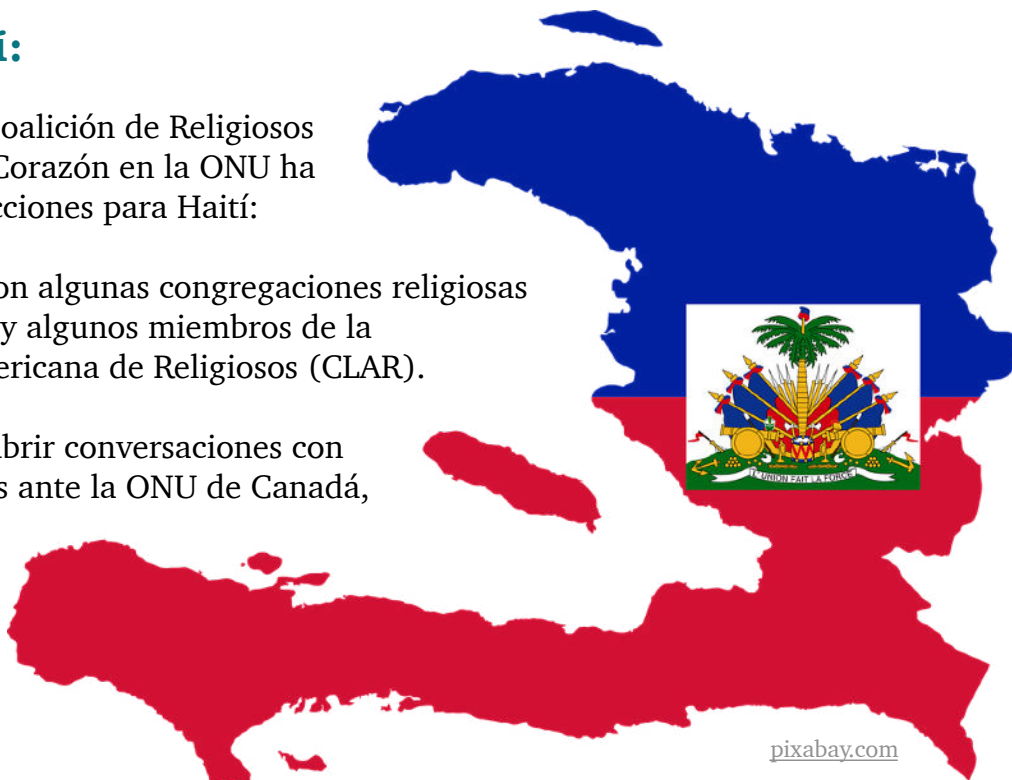 í:
oalición de Religiosos
Corazón en la ONU ha
cciones para Haití:
on algunas congregaciones religiosas
y algunos miembros de la
ericana de Religiosos (CLAR).
brir conversaciones con
s ante la ONU de Canadá,
L'UNION FAIT LA FORCE
pixabay.com